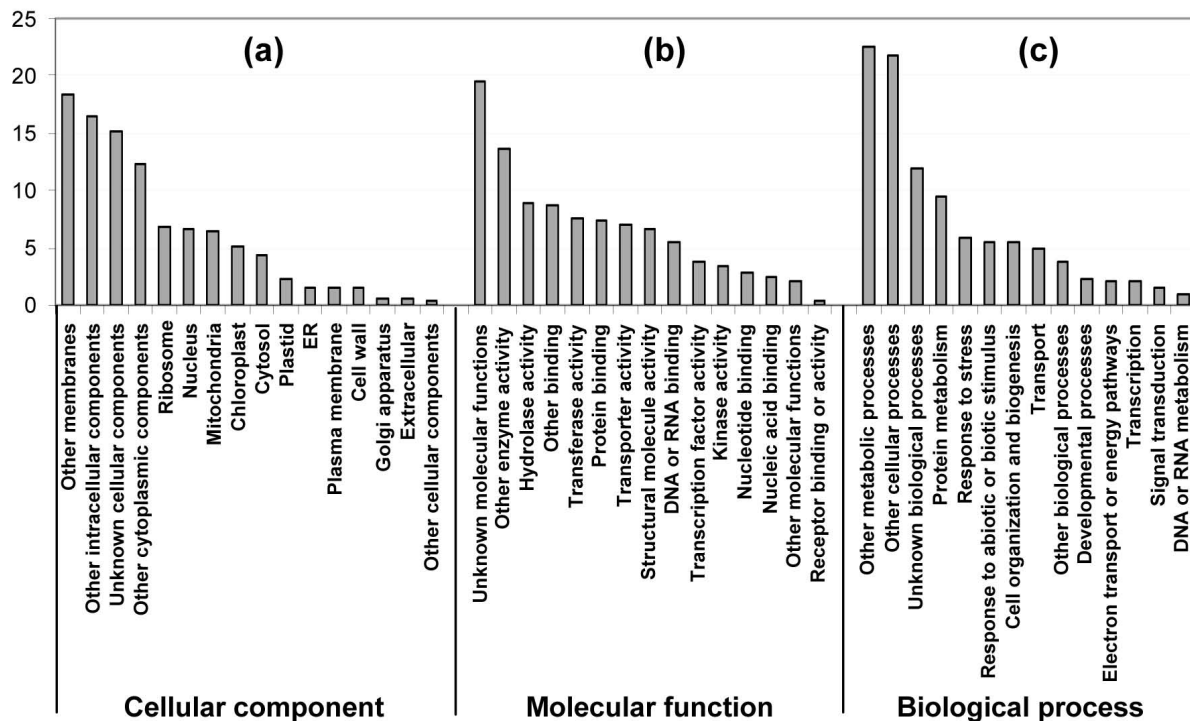 25
20
15
10
5
0
(a)
(b)
(c)
Other membranes
Other intracellular components
Unknown cellular components
Other cytoplasmic components
Ribosome
Nucleus
Mitochondria
Chloroplast
Cytosol
Plastid
ER
Plasma membrane
Cell wall
Golgi apparatus
Extracellular
Other cellular components
Unknown molecular functions
Other enzyme activity
Hydrolase activity
Other binding
Transferase activity
Protein binding
Transporter activity
Structural molecule activity
DNA or RNA binding
Transcription factor activity
Kinase activity
Nucleotide binding
Nucleic acid binding
Other molecular functions
Receptor binding or activity
Other metabolic processes
Other cellular processes
Unknown biological processes
Protein metabolism
Response to stress
Response to abiotic or biotic stimulus
Cell organization and biogenesis
Transport
Other biological processes
Developmental processes
Electron transport or energy pathways
Transcription
Signal transduction
DNA or RNA metabolism
Cellular component
Molecular function
Biological process